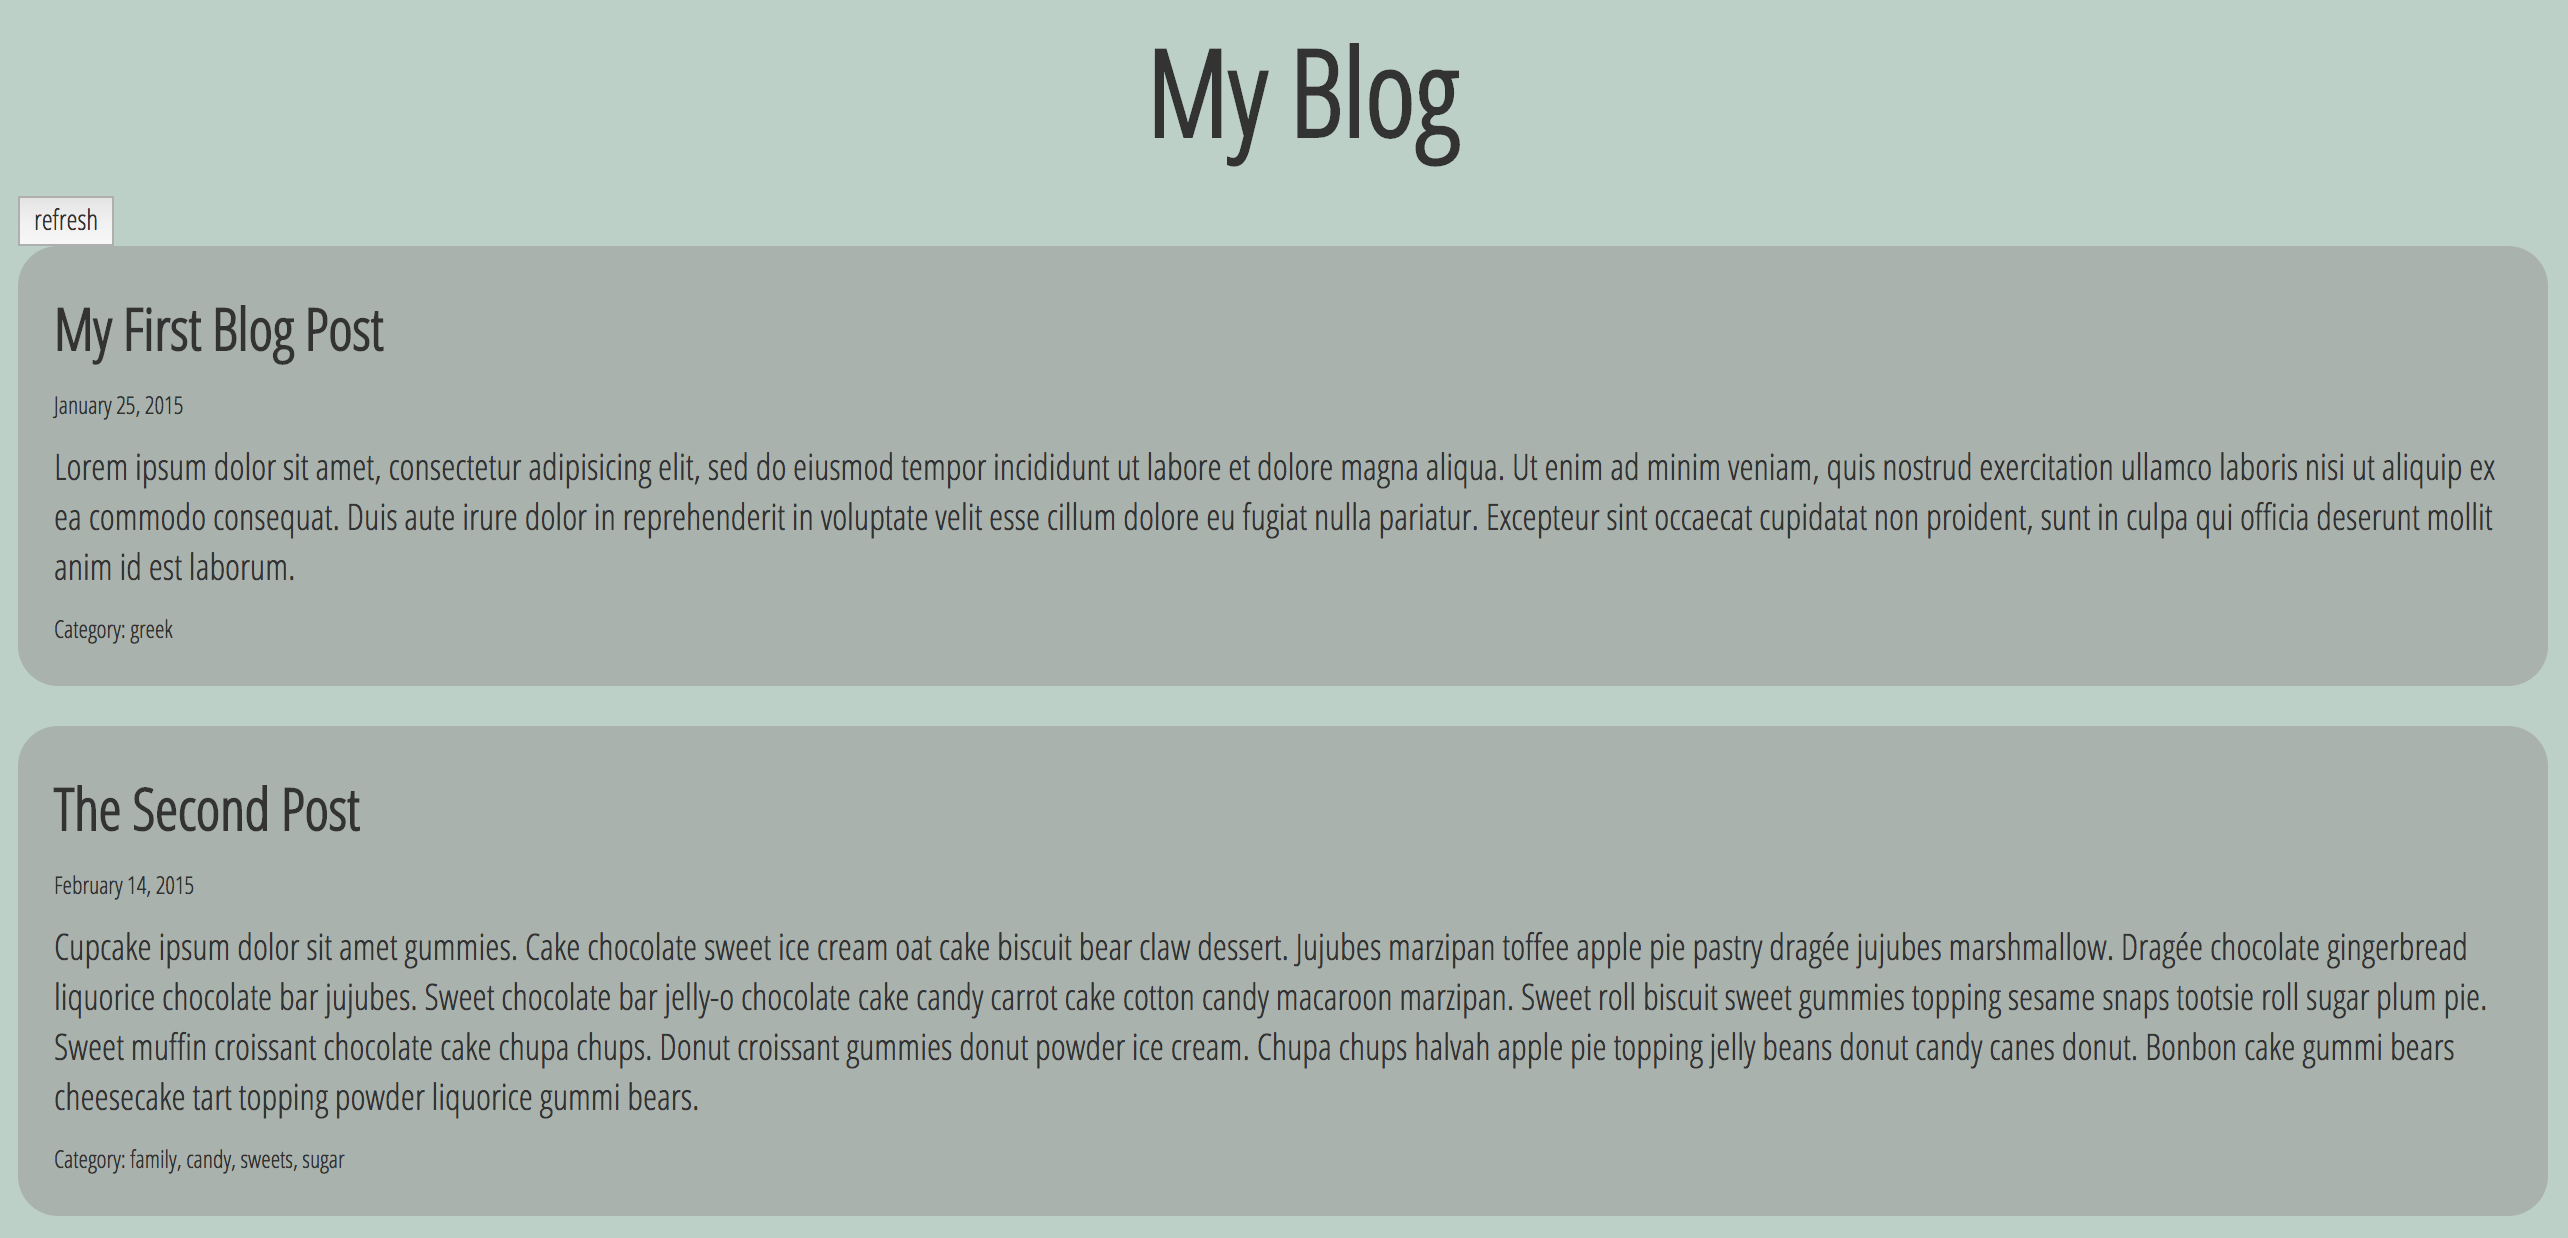 My Blog
refresh
My First Blog Post
January 25, 2015
Lorem ipsum dolor sit amet, consectetur adipisicing elit, sed do eiusmod tempor incididunt ut labore et dolore magna aliqua. Ut enim ad minim veniam, quis nostrud exercitation ullamco laboris nisi ut aliquip ex
ea commodo consequat. Duis aute irure dolor in reprehenderit in voluptate velit esse cillum dolore eu fugiat nulla pariatur. Excepteur sint occaecat cupidatat non proident, sunt in culpa qui officia deserunt mollit
anim id est laborum.
Category: greek
The Second Post
February 14, 2015
Cupcake ipsum dolor sit amet gummies. Cake chocolate sweet ice cream oat cake biscuit bear claw dessert. Jujubes marzipan toffee apple pie pastry dragée jujubes marshmallow. Dragée chocolate gingerbread
liquorice chocolate bar jujubes. Sweet chocolate bar jelly-o chocolate cake candy carrot cake cotton candy macaroon marzipan. Sweet roll biscuit sweet gummies topping sesame snaps tootsie roll sugar plum pie.
Sweet muffin croissant chocolate cake chupa chups. Donut croissant gummies donut powder ice cream. Chupa chups halvah apple pie topping jelly beans donut candy canes donut. Bonbon cake gummi bears
cheesecake tart topping powder liquorice gummi bears.
Category: family, candy, sweets, sugar